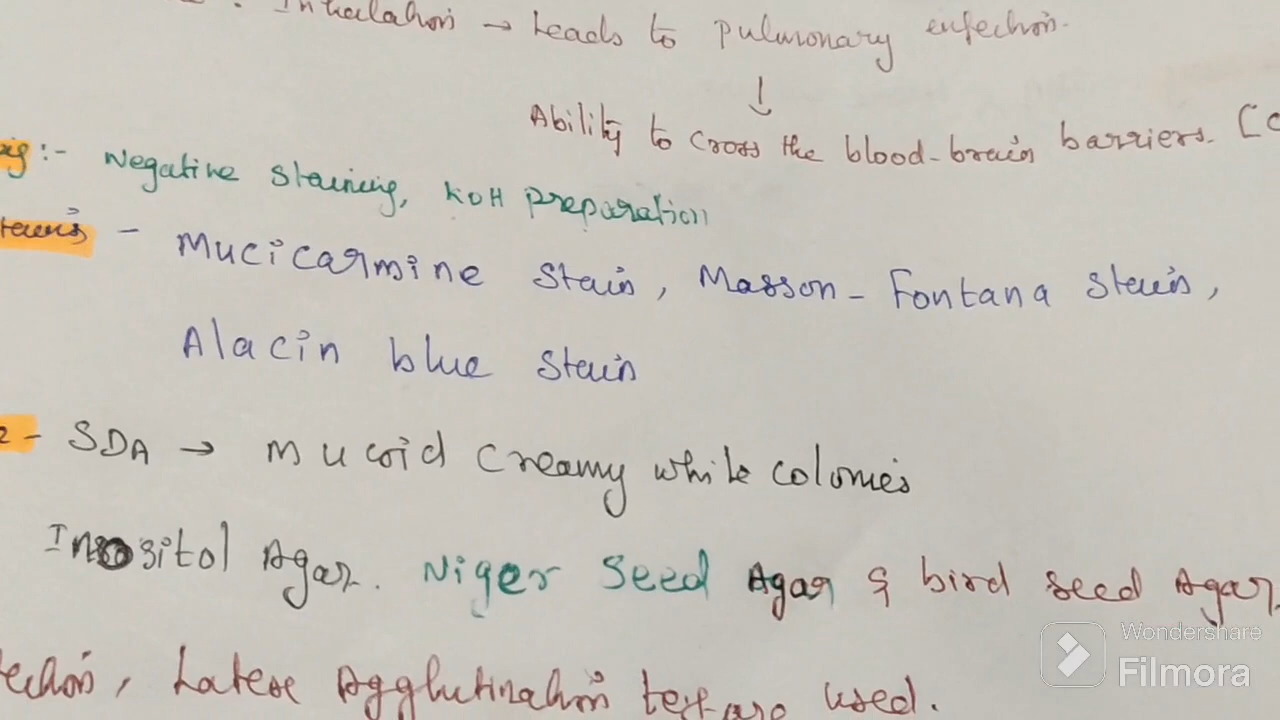 Inhalation → Leads to pulmonary infection.
↓
Ability to cross the blood-brain barriers. [C
:- Negative staining, KOH preparation
stains - Mucicarmine stain, Masson-Fontana stain,
Alacin blue stain
- SDA → mucoid creamy white colonies
Inositol Agar. Niger Seed Agar & bird seed Agar,
tection, Latex Agglutination test are used.
Wondershare
Filmora